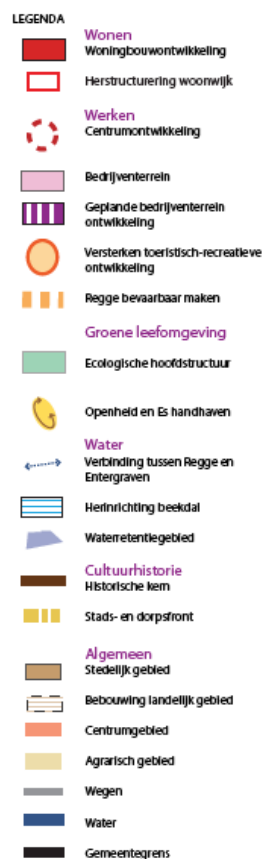 LEGENDA
Wonen
Woningbouwontwikkeling
Herstructurering woonwijk
Werken
Centrumontwikkeling
Bedrijventerrein
Geplande bedrijventerrein
ontwikkeling
Versterken toeristisch-recreatieve
ontwikkeling
Regge bevaarbaar maken
Groene leefomgeving
Ecologische hoofdstructuur
Openheid en Es handhaven
Water
Verbinding tussen Regge en
Entergraven
Herinrichting beekdal
Waterretentiegebied
Cultuurhistorie
Historische kern
Stads- en dorpsfront
Algemeen
Stedelijk gebied
Bebouwing landelijk gebied
Centrumgebied
Agrarisch gebied
Wegen
Water
Gemeentegrens